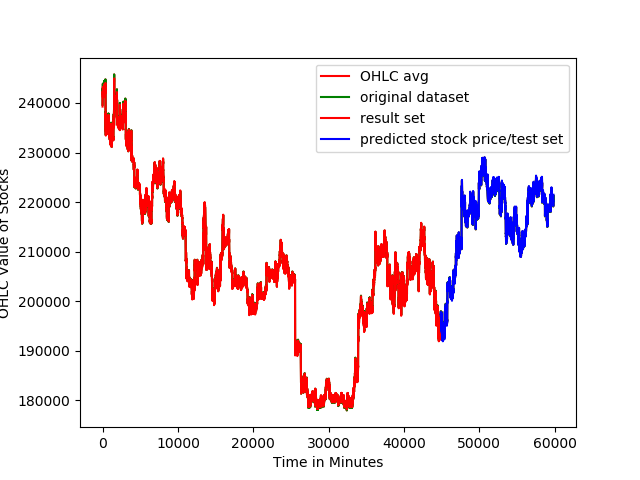 OHLC avg
original dataset
result set
predicted stock price/test set
240000
230000
220000
210000
200000
190000
180000
OHLC Value of Stocks
0 10000 20000 30000 40000 50000 60000
Time in Minutes